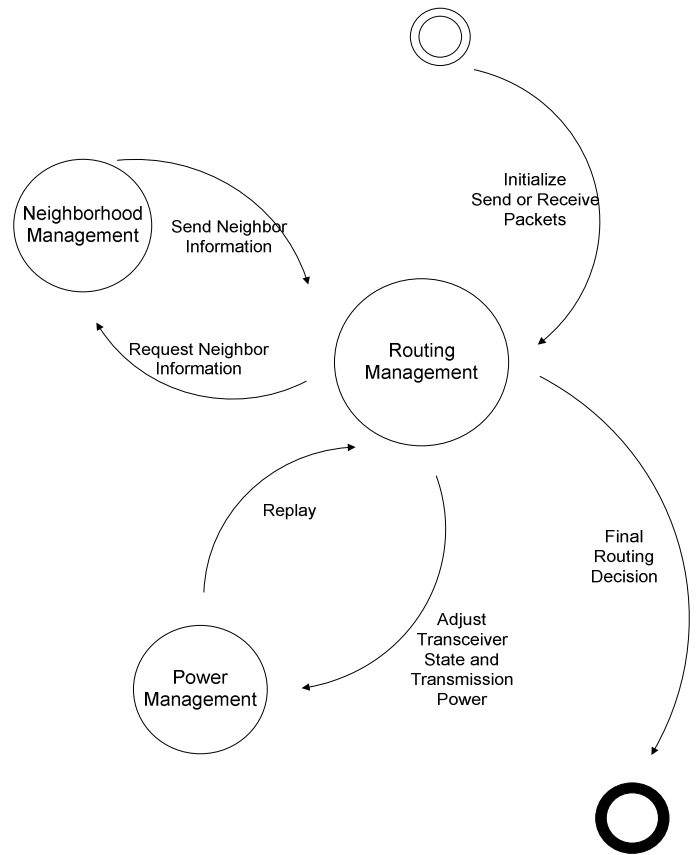 Initialize
Send or Receive
Packets
Neighborhood
Management
Send Neighbor
Information
Request Neighbor
Information
Routing
Management
Replay
Final
Routing
Decision
Adjust
Transceiver
State and
Transmission
Power
Power
Management